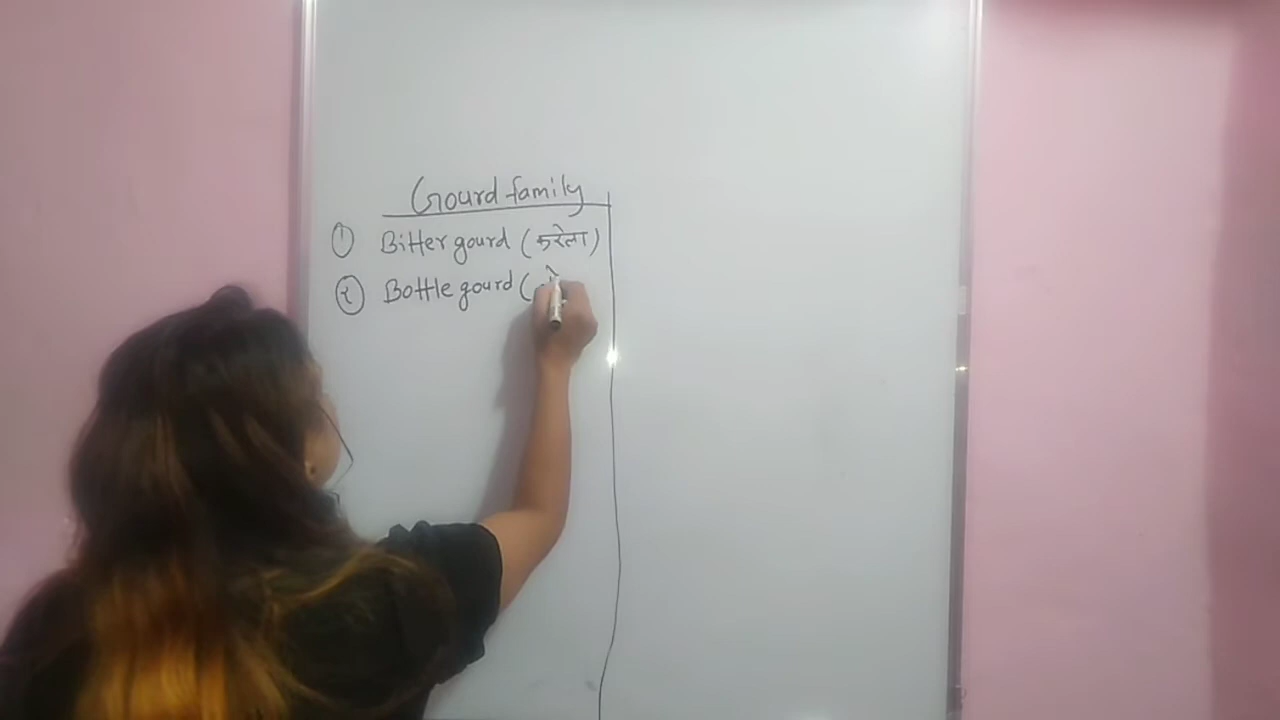 Gourd family
① Bitter gourd (करेला)
② Bottle gourd (